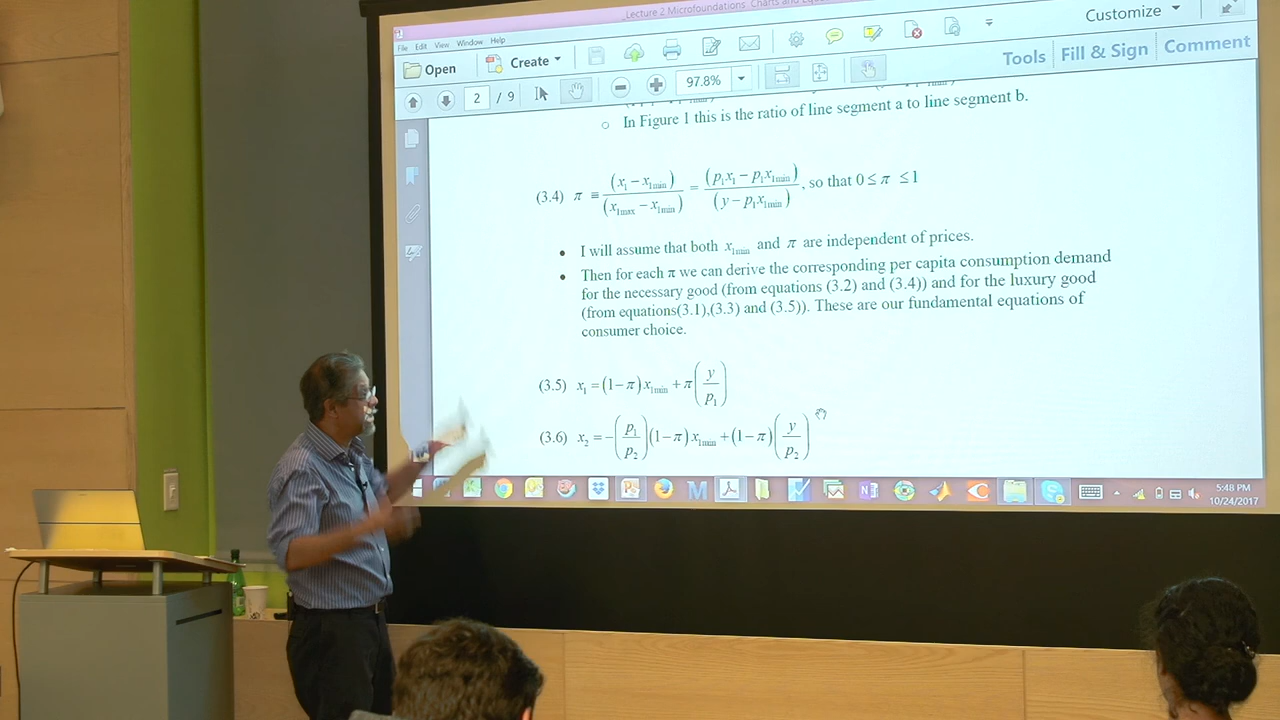 _Lecture 2 Microfoundations Charts and
File Edit View Window Help
Customize
Open Create Tools Fill & Sign Comment
2 / 9 97.8%
○ In Figure 1 this is the ratio of line segment a to line segment b.
(3.4) π ≡ (x₁ − x₁min) / (x₁max − x₁min) = (p₁x₁ − p₁x₁min) / (y − p₁x₁min), so that 0 ≤ π ≤ 1
• I will assume that both x₁min and π are independent of prices.
• Then for each π we can derive the corresponding per capita consumption demand
for the necessary good (from equations (3.2) and (3.4)) and for the luxury good
(from equations(3.1),(3.3) and (3.5)). These are our fundamental equations of
consumer choice.
(3.5) x₁ = (1−π) x₁min + π (y / p₁)
(3.6) x₂ = −(p₁ / p₂)(1−π) x₁min + (1−π)(y / p₂)
5:48 PM
10/24/2017